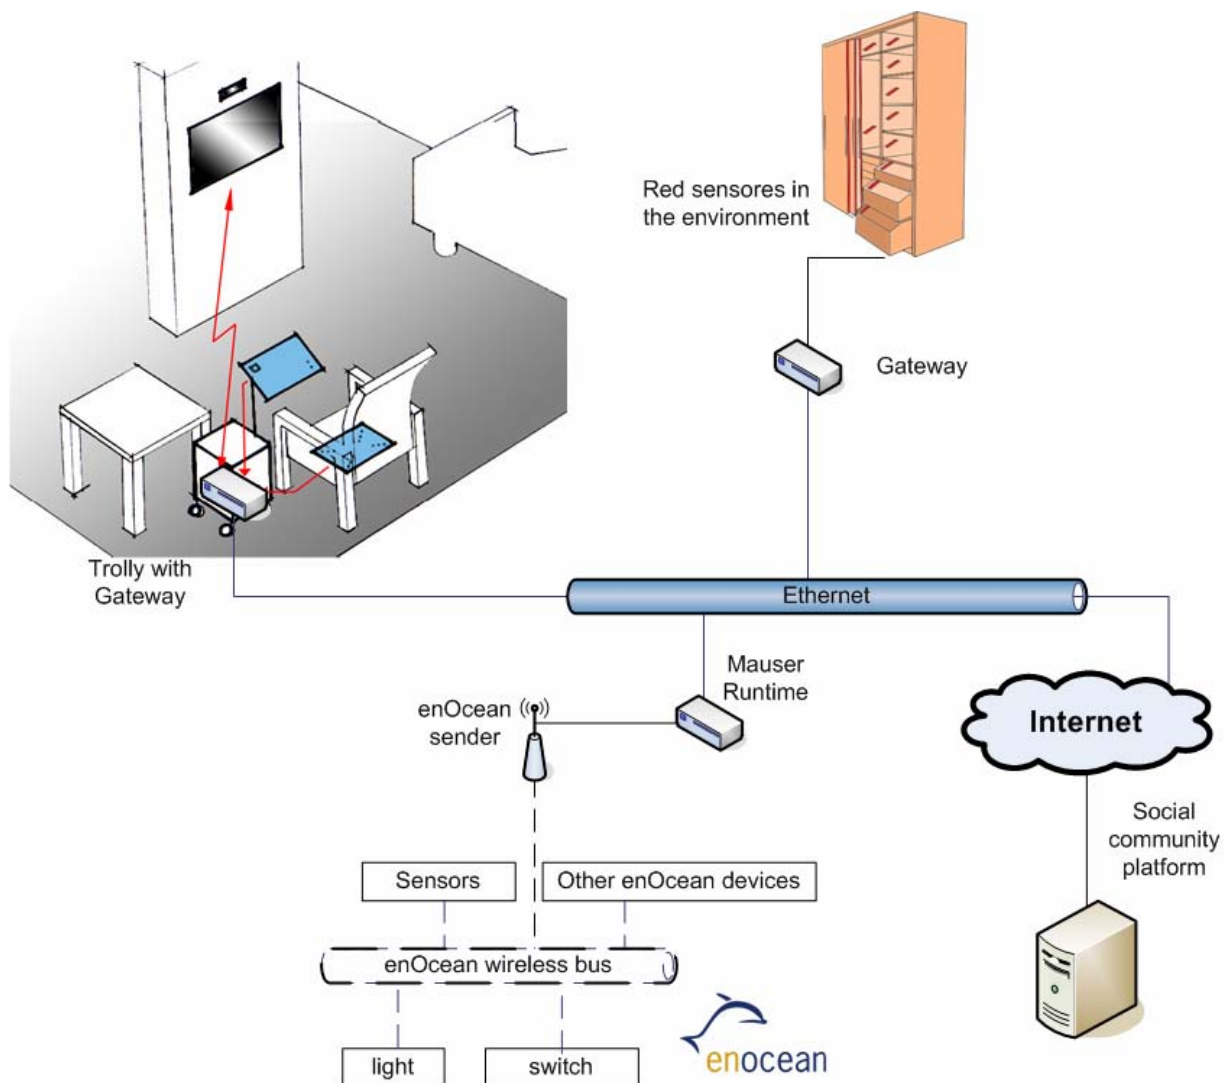 Red sensores in
the environment
Gateway
Trolly with
Gateway
Ethernet
Mauser
Runtime
enOcean
sender
Internet
Social
community
platform
Sensors
Other enOcean devices
enOcean wireless bus
light
switch
enocean